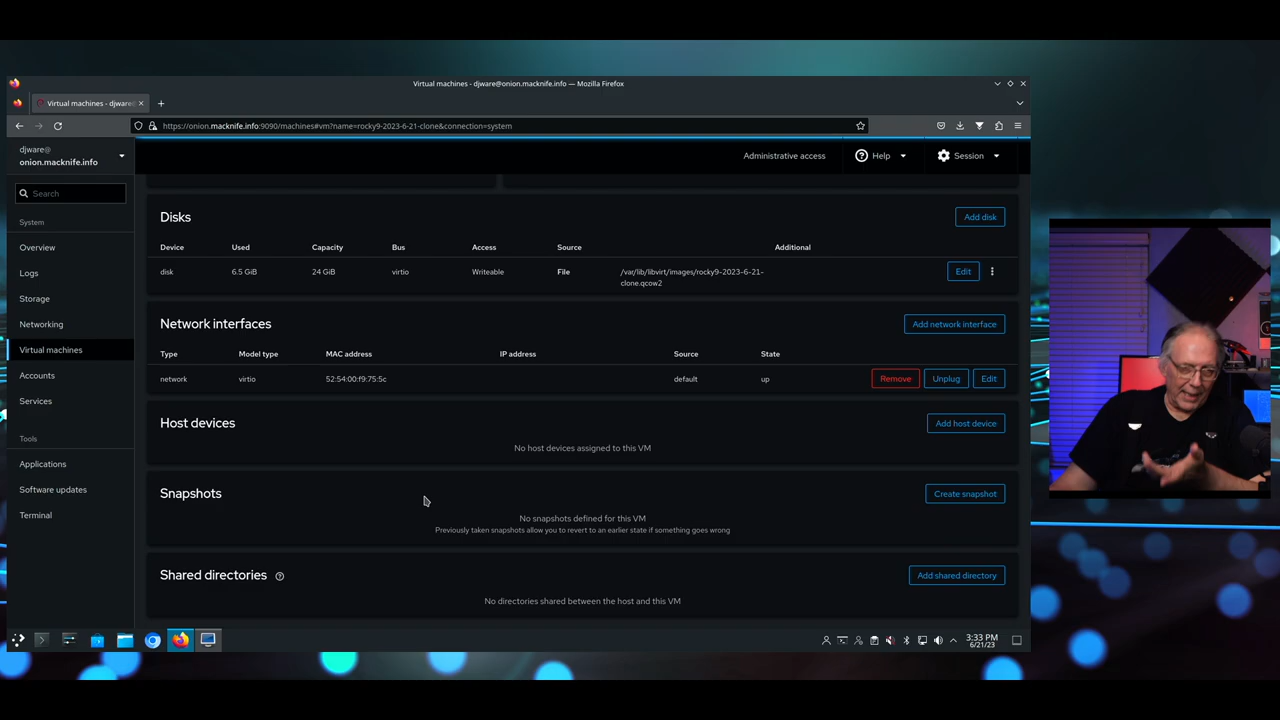 Virtual machines - djware@onion.macknife.info — Mozilla Firefox
Virtual machines - djware@
https://onion.macknife.info:9090/machines#vm?name=rocky9-2023-6-21-clone&connection=system
djware@
onion.macknife.info
Administrative access
Help
Session
Search
System
Overview
Logs
Storage
Networking
Virtual machines
Accounts
Services
Tools
Applications
Software updates
Terminal
Disks
Add disk
Device Used Capacity Bus Access Source Additional
disk 6.5 GiB 24 GiB virtio Writeable File /var/lib/libvirt/images/rocky9-2023-6-21-
clone.qcow2
Edit
Network interfaces
Add network interface
Type Model type MAC address IP address Source State
network virtio 52:54:00:f9:75:5c default up Remove Unplug Edit
Host devices
Add host device
No host devices assigned to this VM
Snapshots
Create snapshot
No snapshots defined for this VM
Previously taken snapshots allow you to revert to an earlier state if something goes wrong
Shared directories
Add shared directory
No directories shared between the host and this VM
3:33 PM
6/21/23